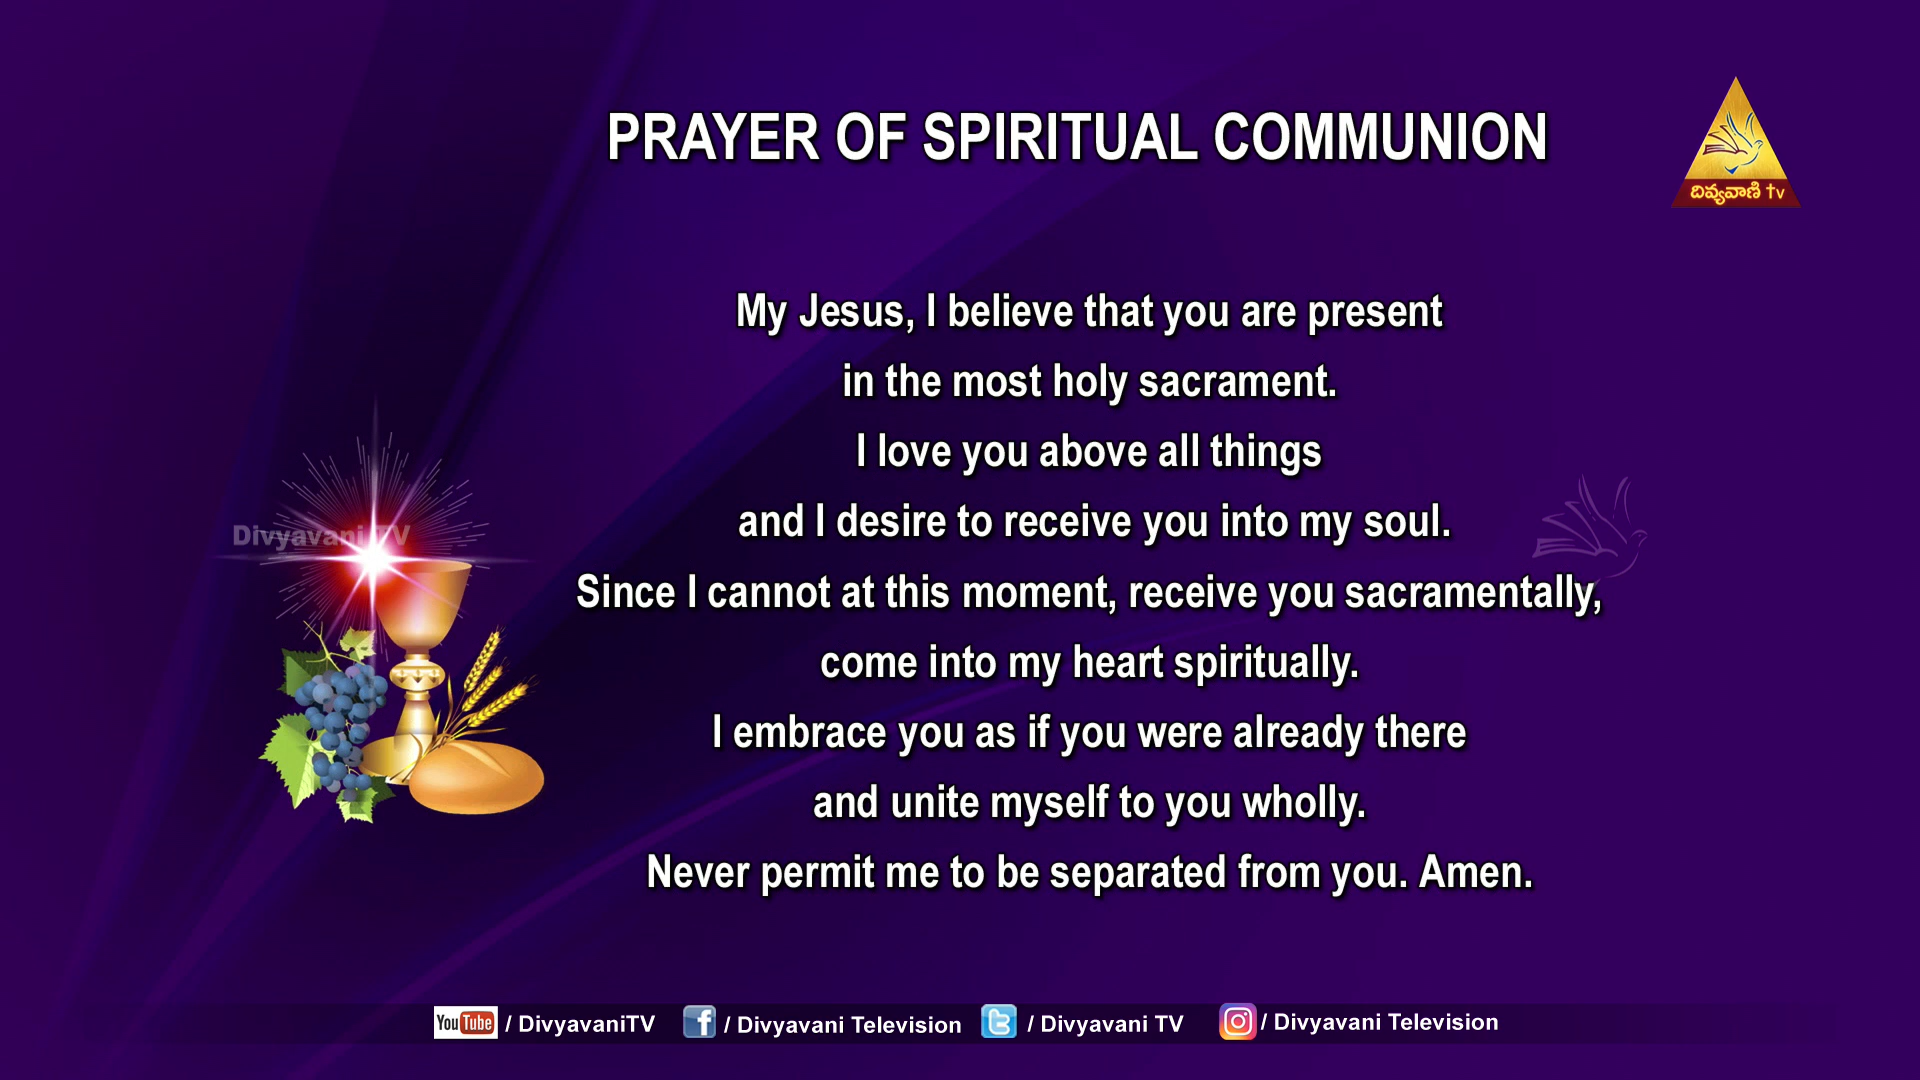 PRAYER OF SPIRITUAL COMMUNION
దివ్యవాణి tv
My Jesus, I believe that you are present
in the most holy sacrament.
I love you above all things
and I desire to receive you into my soul.
Divyavani TV
Since I cannot at this moment, receive you sacramentally,
come into my heart spiritually.
I embrace you as if you were already there
and unite myself to you wholly.
Never permit me to be separated from you. Amen.
YouTube / DivyavaniTV f / Divyavani Television t / Divyavani TV / Divyavani Television